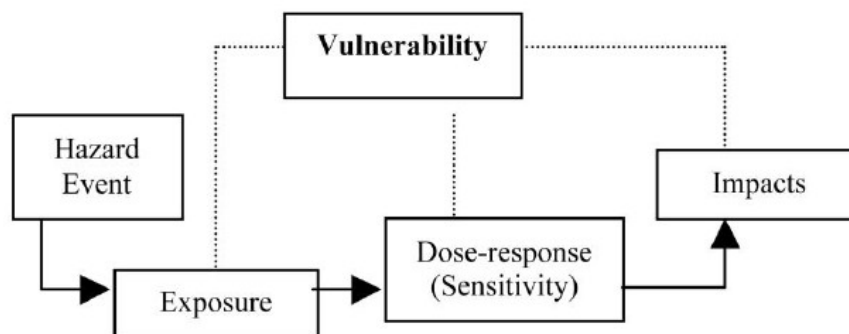 Vulnerability
Hazard
Event
Impacts
Dose-response
(Sensitivity)
Exposure